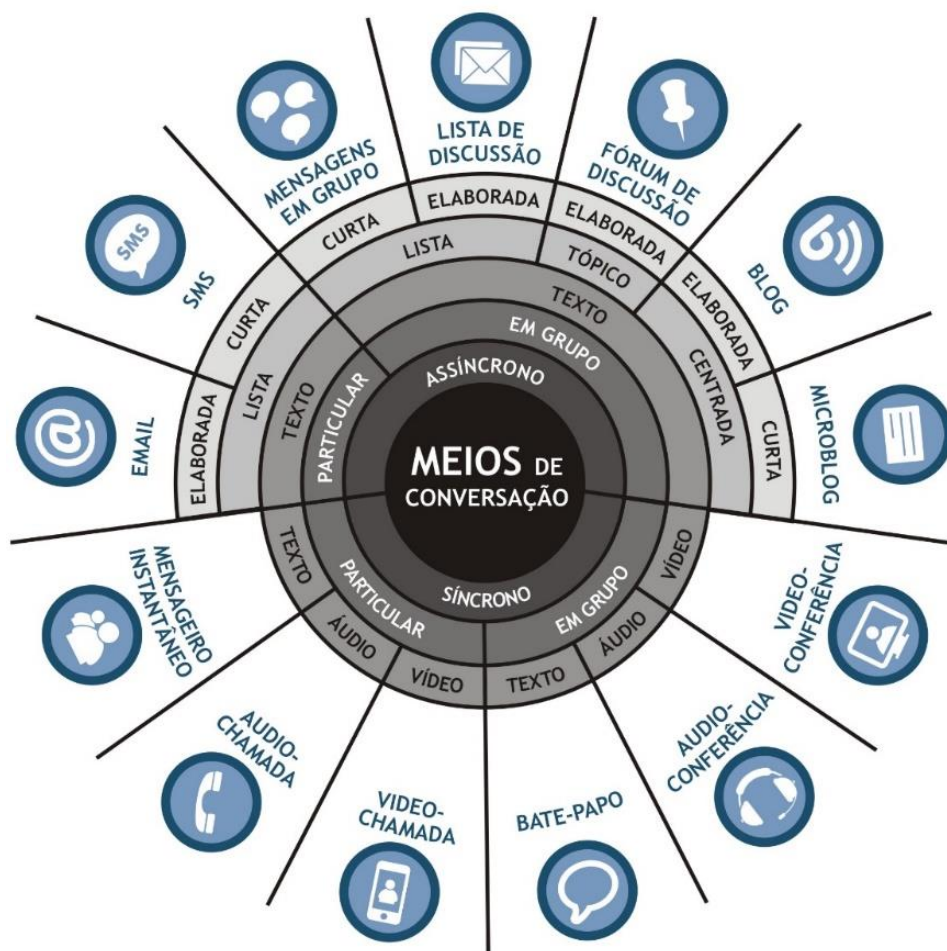 MEIOS DE
CONVERSAÇÃO
ASSÍNCRONO
SÍNCRONO
PARTICULAR
EM GRUPO
PARTICULAR
EM GRUPO
TEXTO
TEXTO
LISTA
LISTA
TÓPICO
CENTRADA
ELABORADA
CURTA
CURTA
ELABORADA
ELABORADA
ELABORADA
CURTA
EMAIL
SMS
SMS
MENSAGENS
EM GRUPO
LISTA DE
DISCUSSÃO
FÓRUM DE
DISCUSSÃO
BLOG
MICROBLOG
TEXTO
ÁUDIO
VÍDEO
TEXTO
ÁUDIO
VÍDEO
MENSAGEIRO
INSTANTÂNEO
AUDIO-
CHAMADA
VIDEO-
CHAMADA
BATE-PAPO
AUDIO-
CONFERÊNCIA
VIDEO-
CONFERÊNCIA